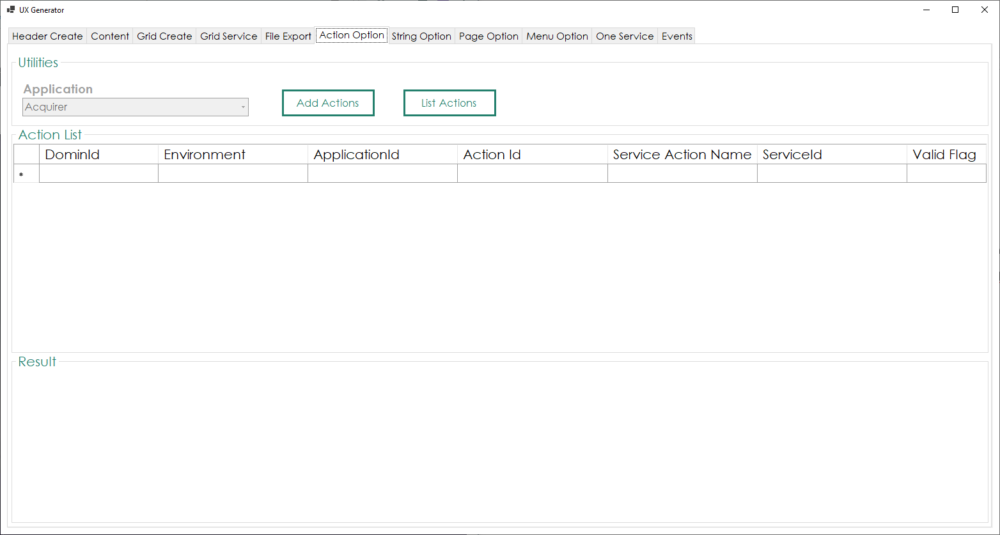 UX Generator
Header Create Content Grid Create Grid Service File Export Action Option String Option Page Option Menu Option One Service Events
Utilities
Application
Acquirer
Add Actions List Actions
Action List
DominId Environment ApplicationId Action Id Service Action Name ServiceId Valid Flag
*
Result